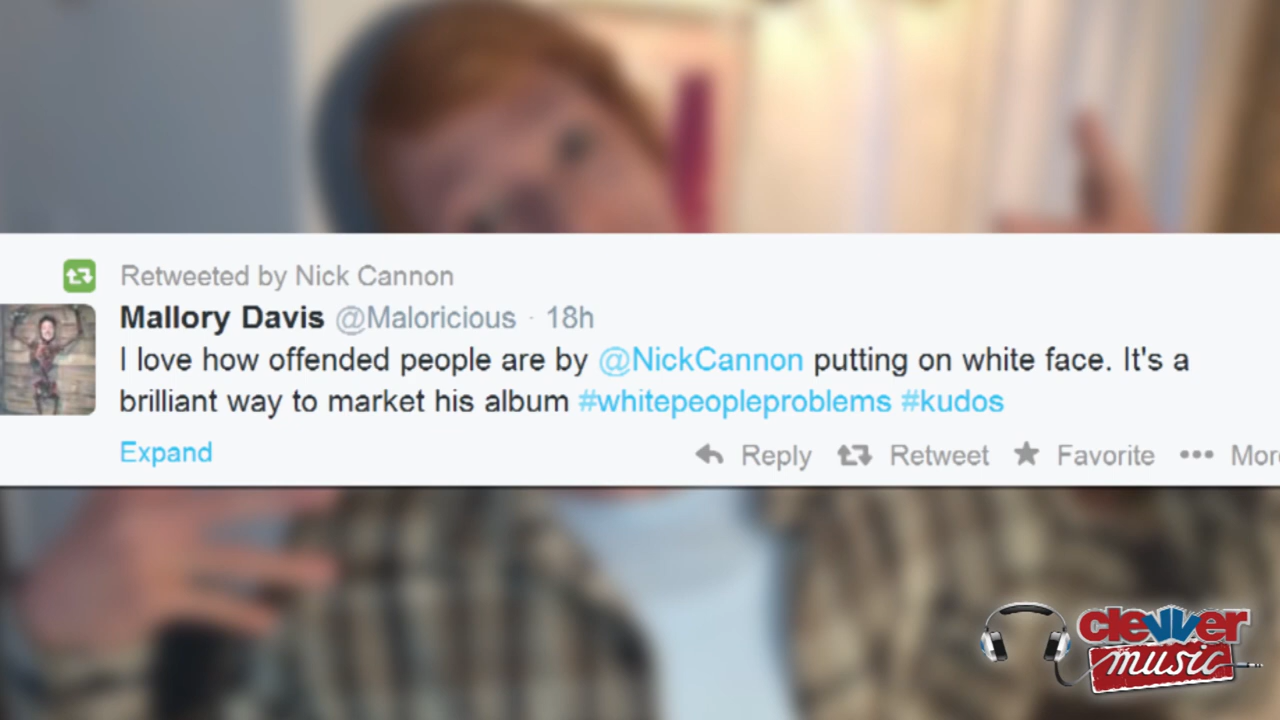 Retweeted by Nick Cannon
Mallory Davis @Maloricious · 18h
I love how offended people are by @NickCannon putting on white face. It's a
brilliant way to market his album #whitepeopleproblems #kudos
Expand Reply Retweet Favorite ••• More
clevver
music